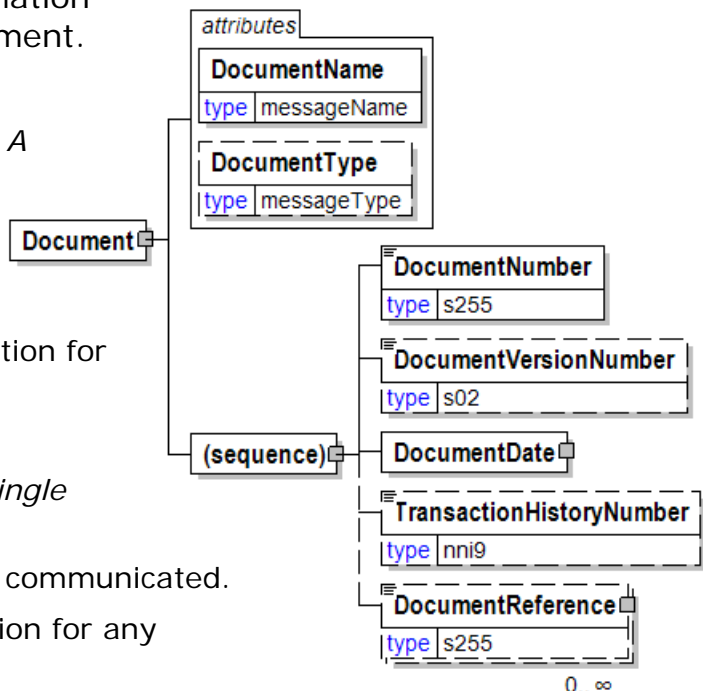 mation
ment.
A
tion for
ingle
communicated.
ion for any
attributes
DocumentName
type messageName
DocumentType
type messageType
Document
(sequence)
DocumentNumber
type s255
DocumentVersionNumber
type s02
DocumentDate
TransactionHistoryNumber
type nni9
DocumentReference
type s255
0 ∞